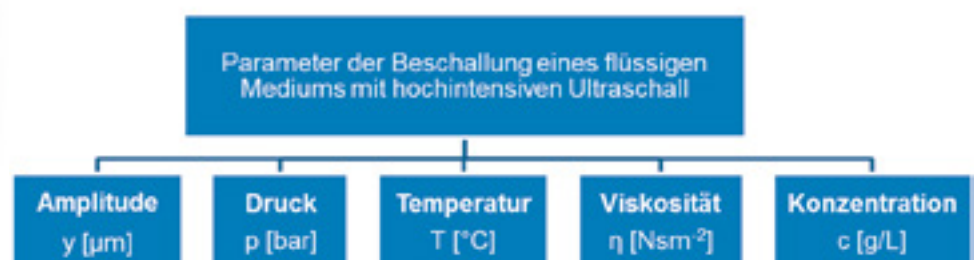 Parameter der Beschallung eines flüssigen
Mediums mit hochintensiven Ultraschall
Amplitude
y [µm]
Druck
p [bar]
Temperatur
T [°C]
Viskosität
η [Nsm⁻²]
Konzentration
c [g/L]